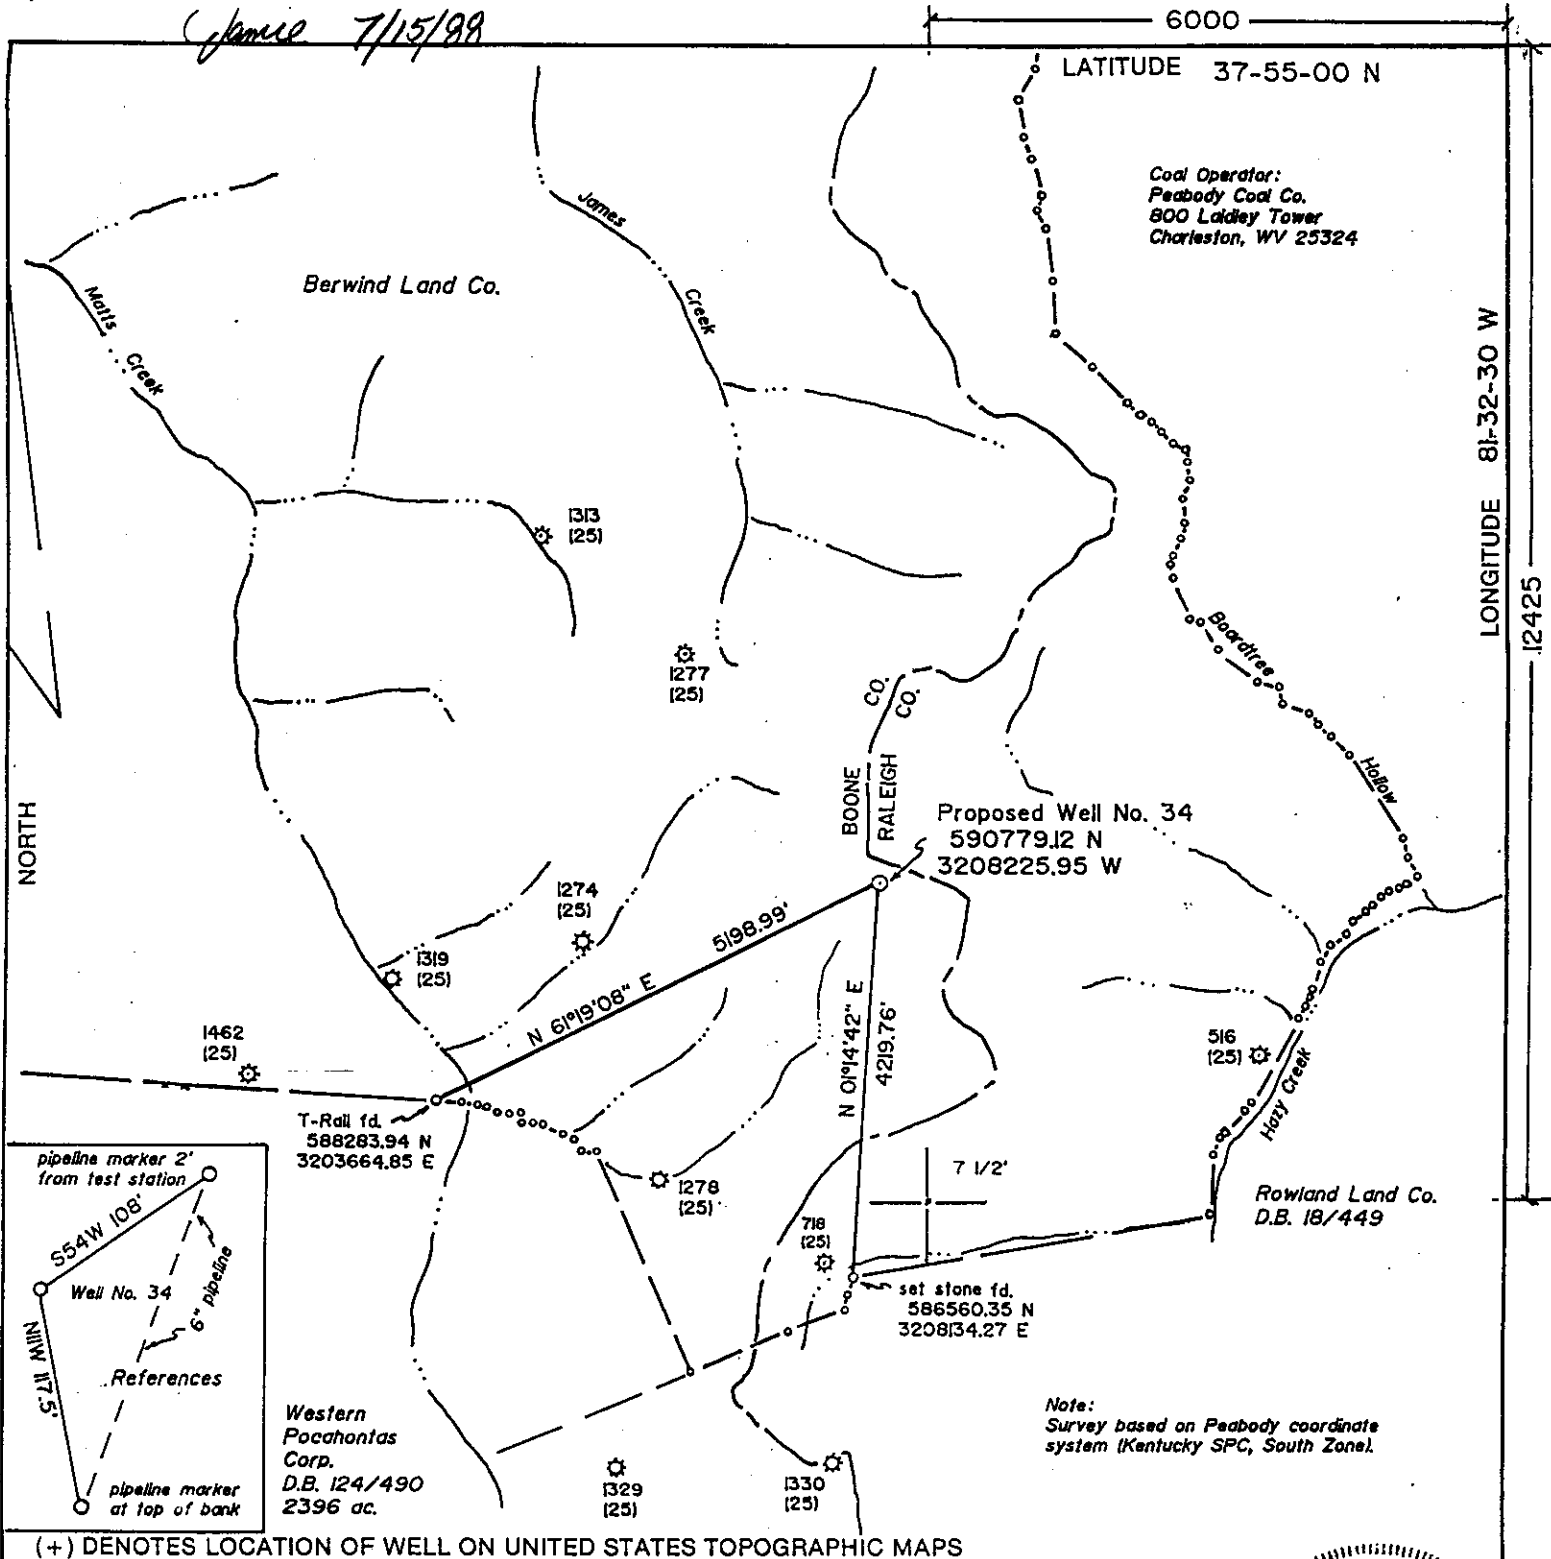 Jamie 7/15/88
6000
LATITUDE 37-55-00 N
Coal Operator:
Peabody Coal Co.
800 Laidley Tower
Charleston, WV 25324
James
Creek
Berwind Land Co.
Matts
Creek
LONGITUDE 81-32-30 W
12425
1313
(25)
1277
(25)
Boardtree
Hollow
CO.
CO.
BOONE
RALEIGH
NORTH
Proposed Well No. 34
590779.12 N
3208225.95 W
1274
(25)
5198.99'
N 61°19'08" E
1319
(25)
N 01°14'42" E
4219.76'
1462
(25)
516
(25)
Hazy Creek
T-Rail fd.
588283.94 N
3203664.85 E
pipeline marker 2'
from test station
S54W 108'
Well No. 34
6" pipeline
N11W 117.5'
References
pipeline marker
at top of bank
1278
(25)
7 1/2'
718
(25)
Rowland Land Co.
D.B. 18/449
set stone fd.
586560.35 N
3208134.27 E
Western
Pocahontas
Corp.
D.B. 124/490
2396 ac.
Note:
Survey based on Peabody coordinate
system (Kentucky SPC, South Zone).
1329
(25)
1330
(25)
(+) DENOTES LOCATION OF WELL ON UNITED STATES TOPOGRAPHIC MAPS